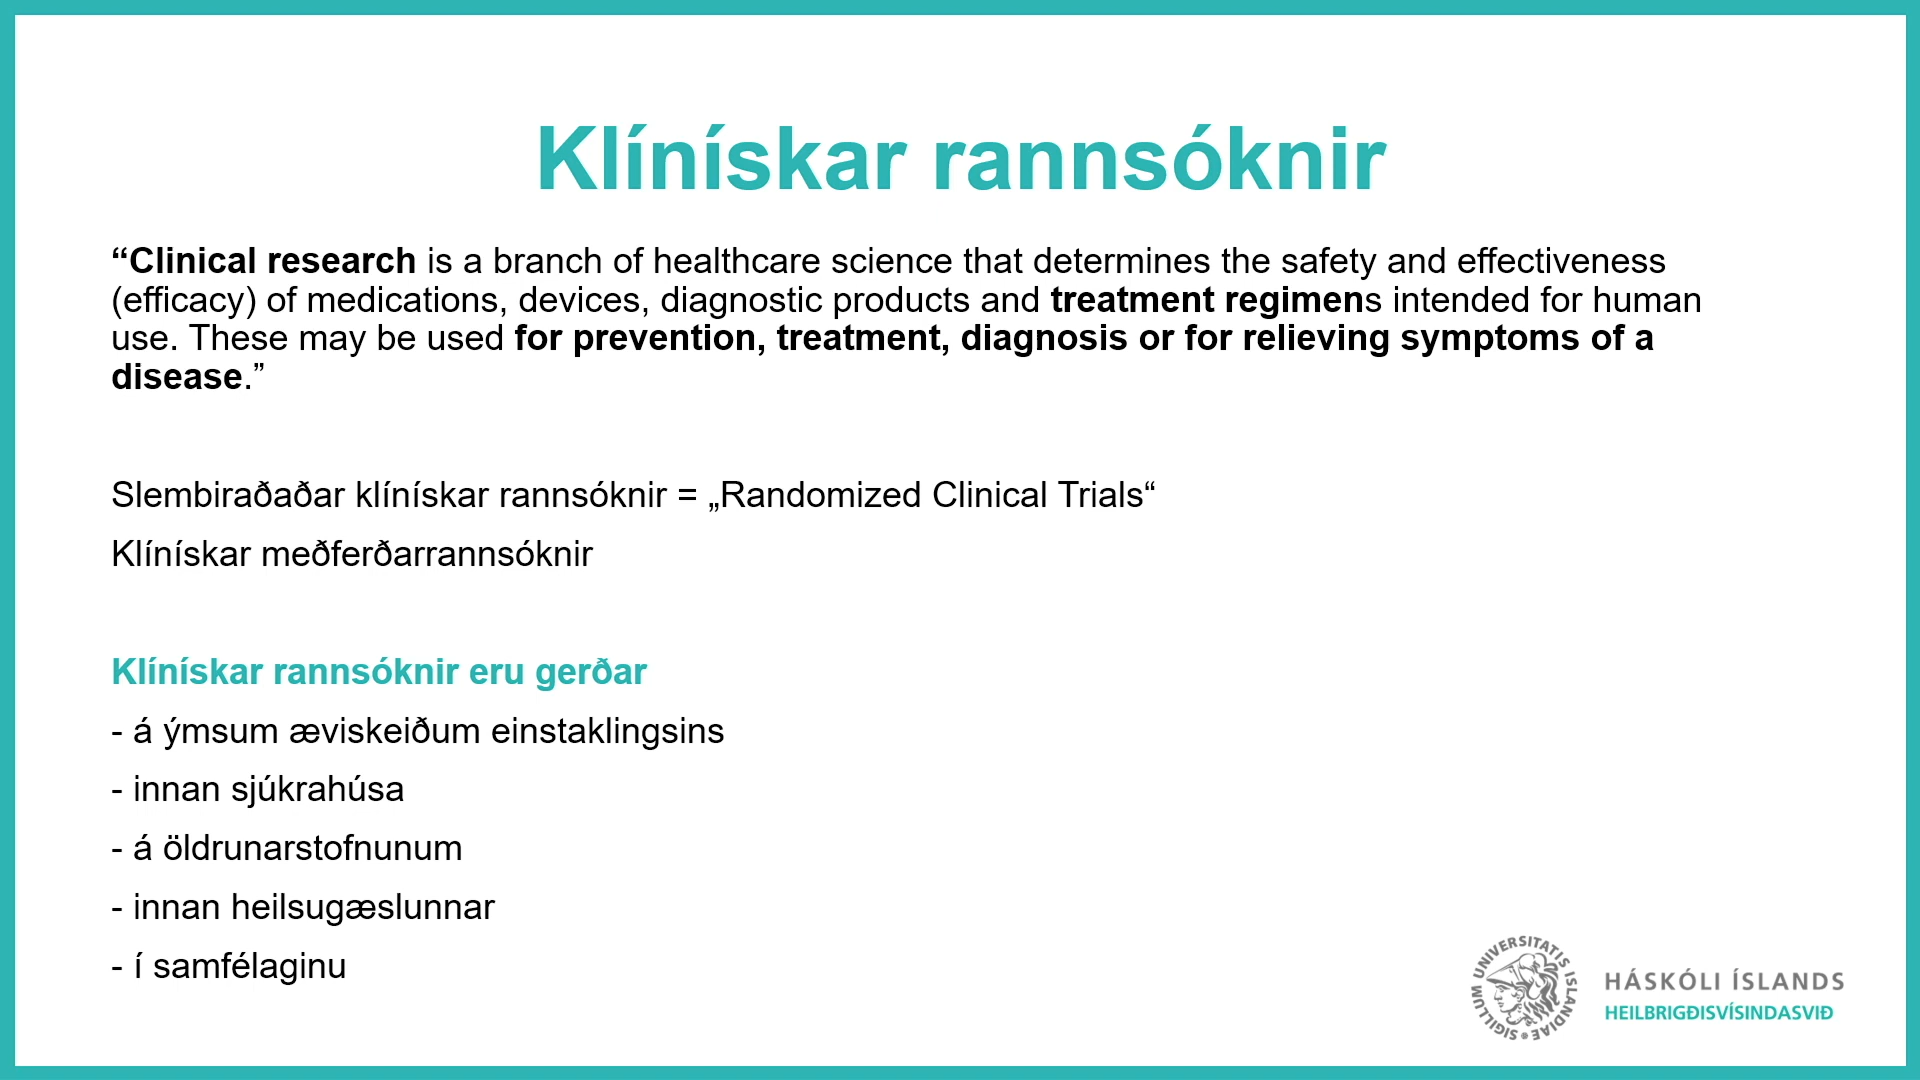 Klínískar rannsóknir
“Clinical research is a branch of healthcare science that determines the safety and effectiveness
(efficacy) of medications, devices, diagnostic products and treatment regimens intended for human
use. These may be used for prevention, treatment, diagnosis or for relieving symptoms of a
disease.”
Slembiraðaðar klínískar rannsóknir = „Randomized Clinical Trials“
Klínískar meðferðarrannsóknir
Klínískar rannsóknir eru gerðar
- á ýmsum æviskeiðum einstaklingsins
- innan sjúkrahúsa
- á öldrunarstofnunum
- innan heilsugæslunnar
- í samfélaginu
SIGILLUM UNIVERSITATIS ISLANDIAE
HÁSKÓLI ÍSLANDS
HEILBRIGÐISVÍSINDASVIÐ